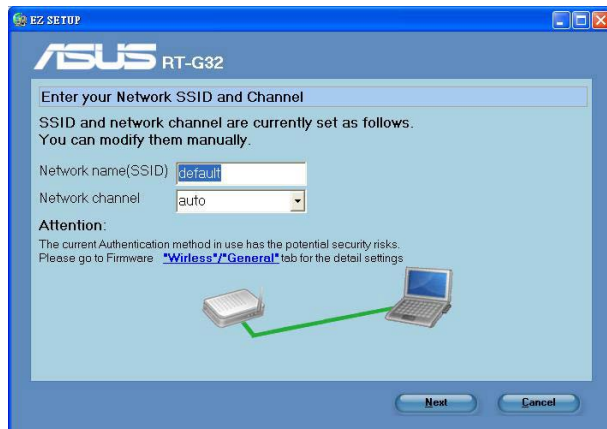 EZ SETUP
ASUS RT-G32
Enter your Network SSID and Channel
SSID and network channel are currently set as follows.
You can modify them manually.
Network name(SSID) default
Network channel auto
Attention:
The current Authentication method in use has the potential security risks.
Please go to Firmware "Wirless"/"General" tab for the detail settings
Next Cancel